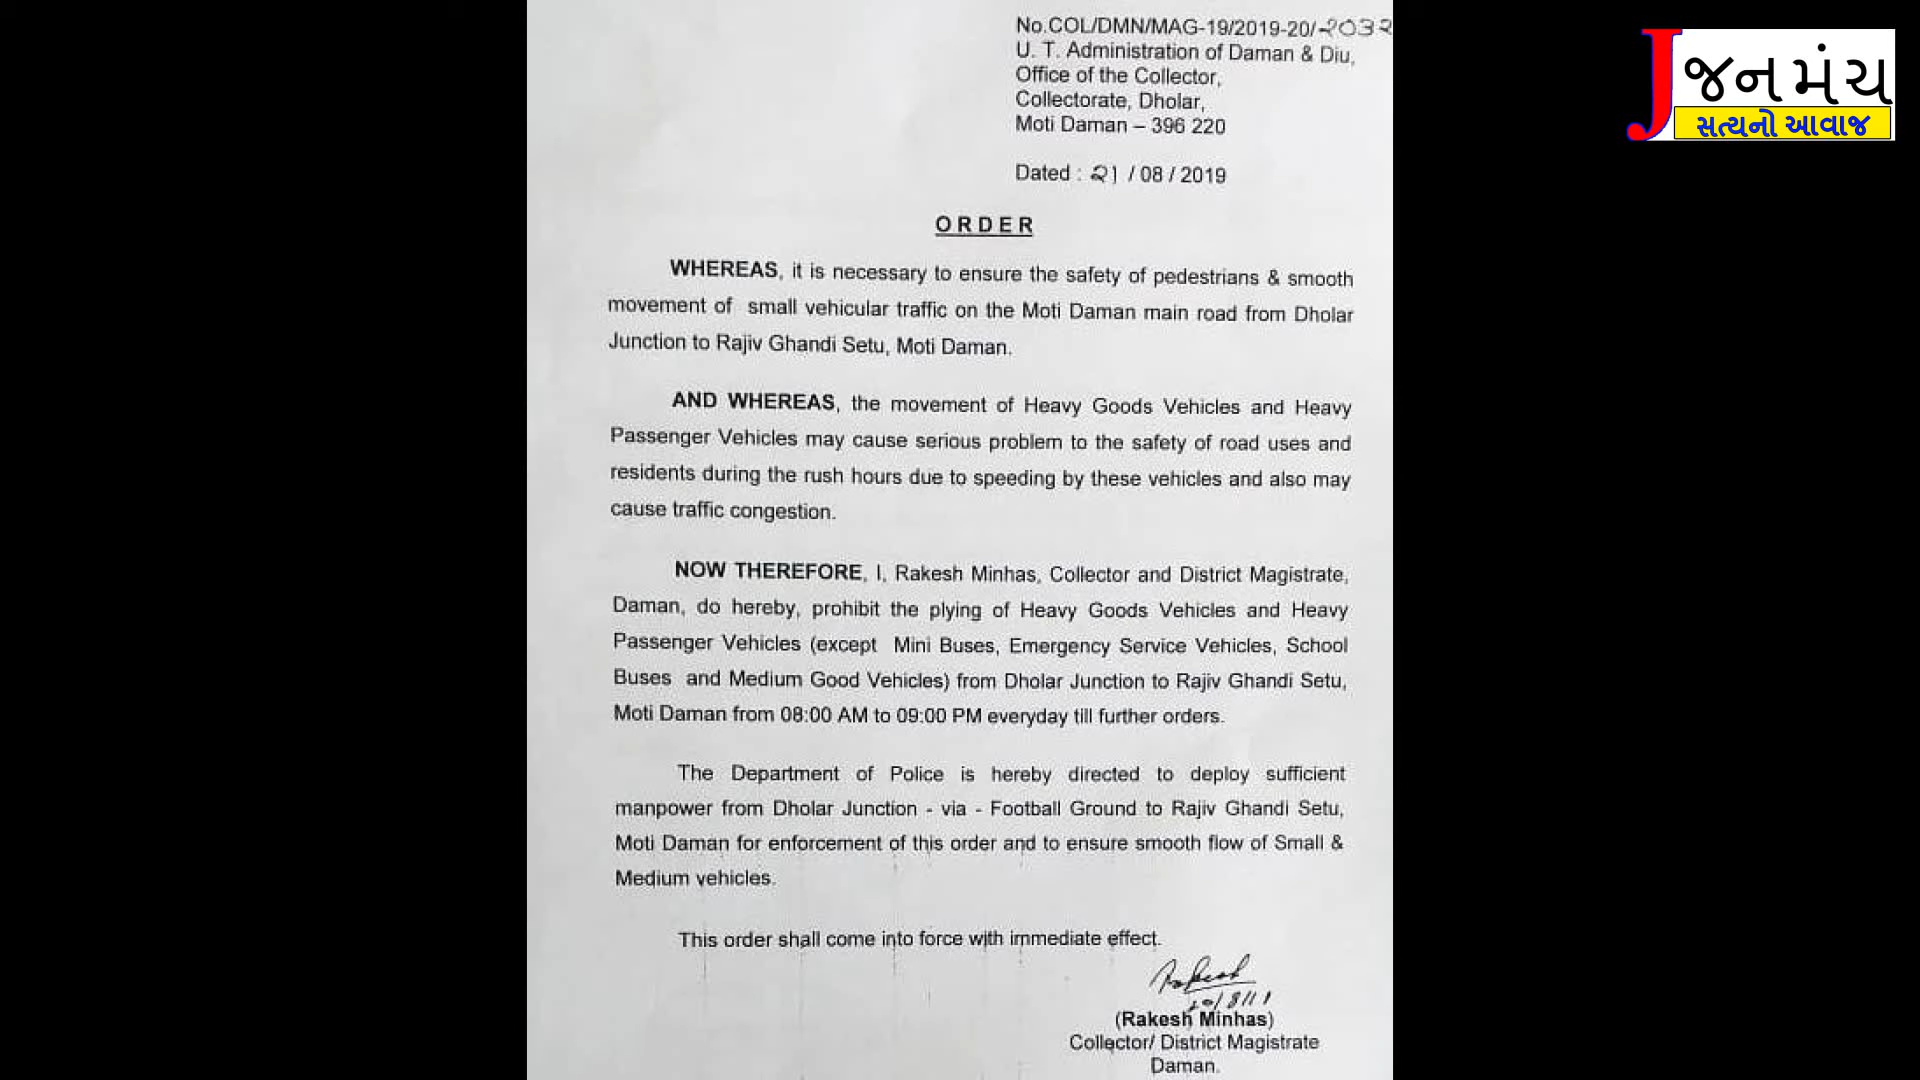 No.COL/DMN/MAG-19/2019-20/-2032
U. T. Administration of Daman & Diu,
Office of the Collector,
Collectorate, Dholar,
Moti Daman – 396 220
Dated : 21 / 08 / 2019
જનમંચ
સત્યનો આવાજ
ORDER
WHEREAS, it is necessary to ensure the safety of pedestrians & smooth
movement of small vehicular traffic on the Moti Daman main road from Dholar
Junction to Rajiv Ghandi Setu, Moti Daman.
AND WHEREAS, the movement of Heavy Goods Vehicles and Heavy
Passenger Vehicles may cause serious problem to the safety of road uses and
residents during the rush hours due to speeding by these vehicles and also may
cause traffic congestion.
NOW THEREFORE, I, Rakesh Minhas, Collector and District Magistrate,
Daman, do hereby, prohibit the plying of Heavy Goods Vehicles and Heavy
Passenger Vehicles (except Mini Buses, Emergency Service Vehicles, School
Buses and Medium Good Vehicles) from Dholar Junction to Rajiv Ghandi Setu,
Moti Daman from 08:00 AM to 09:00 PM everyday till further orders.
The Department of Police is hereby directed to deploy sufficient
manpower from Dholar Junction - via - Football Ground to Rajiv Ghandi Setu,
Moti Daman for enforcement of this order and to ensure smooth flow of Small &
Medium vehicles.
This order shall come into force with immediate effect.
Rakesh
(Rakesh Minhas)
Collector/ District Magistrate
Daman.